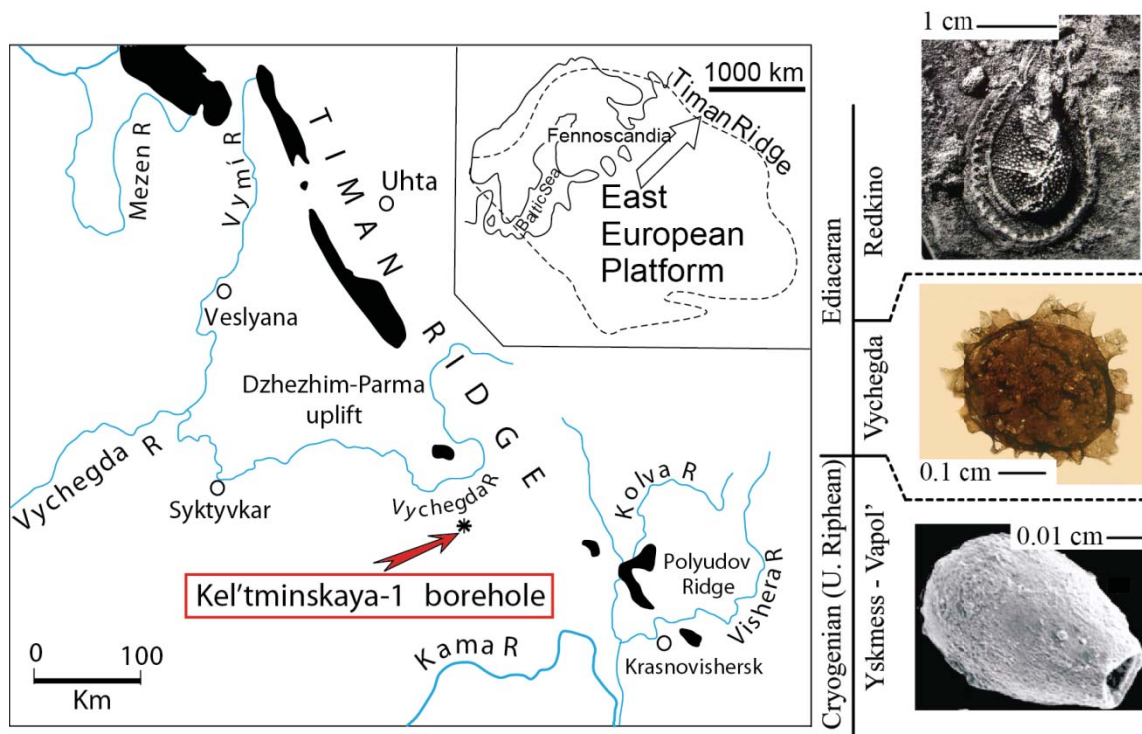 Mezen R
Vymi R
TIMAN RIDGE
Uhta
Veslyana
Dzhezhim-Parma
uplift
Vychegda R
Syktyvkar
Vychegda R
Kel'tminskaya-1 borehole
Kolva R
Polyudov
Ridge
Vishera R
Krasnovishersk
Kama R
0 100
Km
1000 km
Timan Ridge
Fennoscandia
Baltic Sea
East
European
Platform
Ediacaran
Cryogenian (U. Riphean)
Redkino
Vychegda
Yskmess - Vapol'
1 cm
0.1 cm
0.01 cm